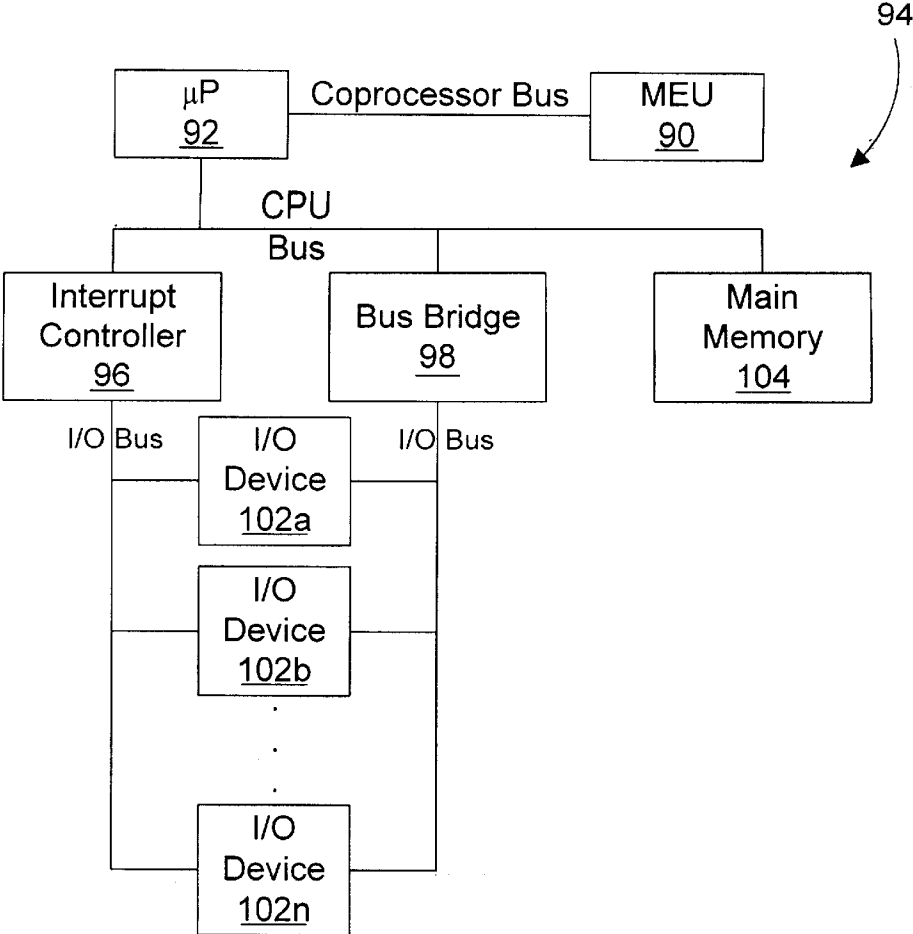 94
µP
92
Coprocessor Bus
MEU
90
CPU
Bus
Interrupt
Controller
96
Bus Bridge
98
Main
Memory
104
I/O Bus
I/O
Device
102a
I/O Bus
I/O
Device
102b
I/O
Device
102n